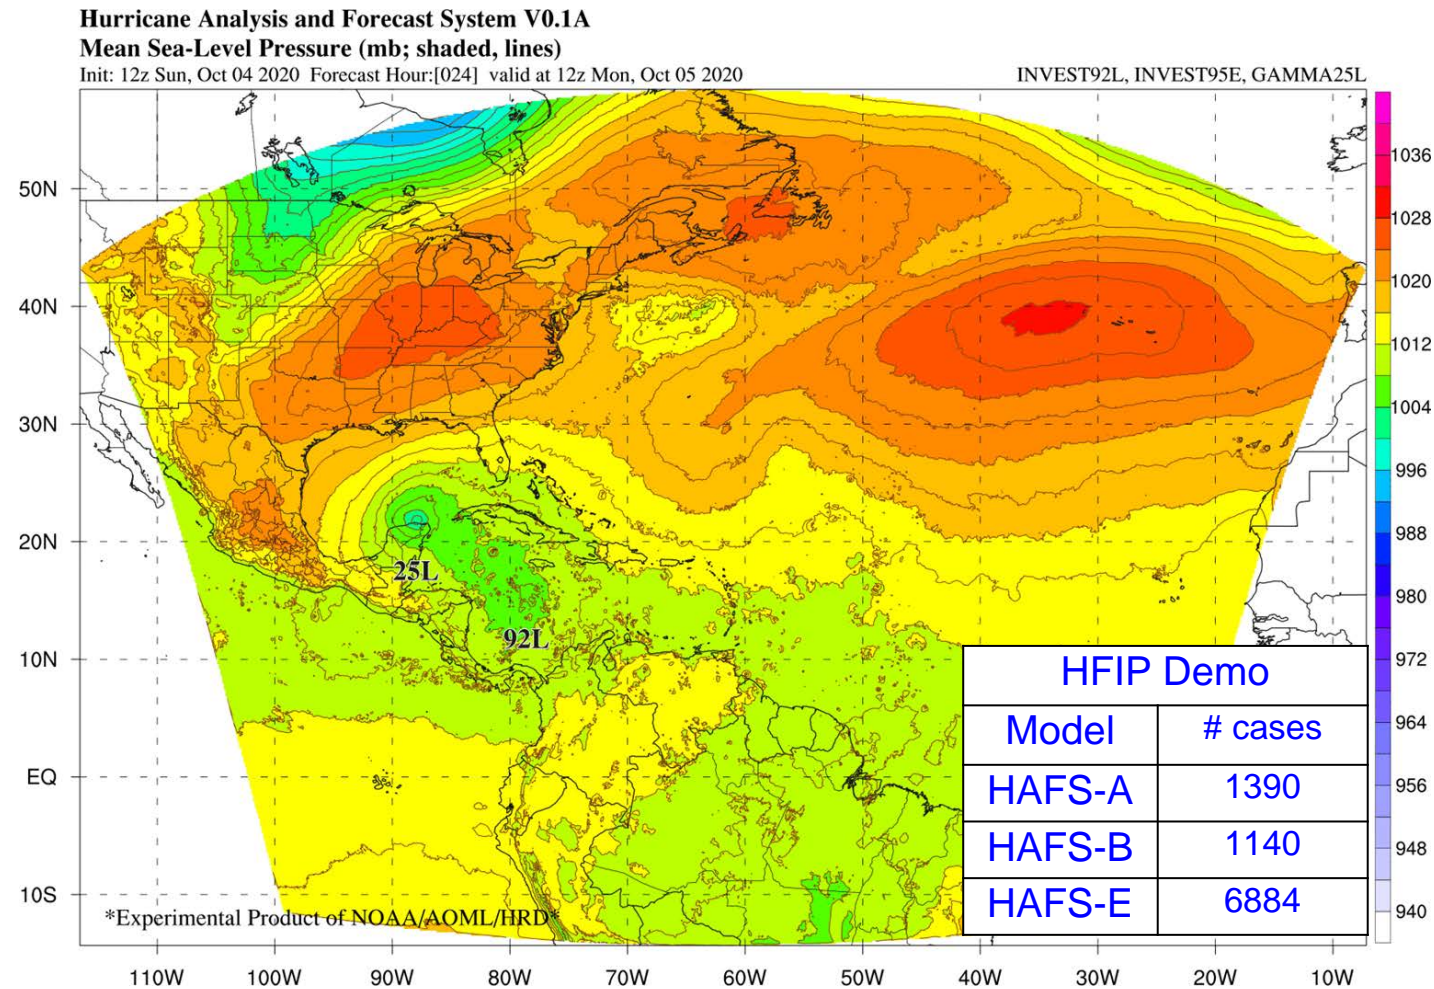 Hurricane Analysis and Forecast System V0.1A
Mean Sea-Level Pressure (mb; shaded, lines)
Init: 12z Sun, Oct 04 2020 Forecast Hour:[024] valid at 12z Mon, Oct 05 2020
INVEST92L, INVEST95E, GAMMA25L
50N
40N
30N
20N
10N
EQ
10S
25L
92L
*Experimental Product of NOAA/AOML/HRD*
HFIP Demo
Model # cases
HAFS-A 1390
HAFS-B 1140
HAFS-E 6884
110W 100W 90W 80W 70W 60W 50W 40W 30W 20W 10W
1036
1028
1020
1012
1004
996
988
980
972
964
956
948
940